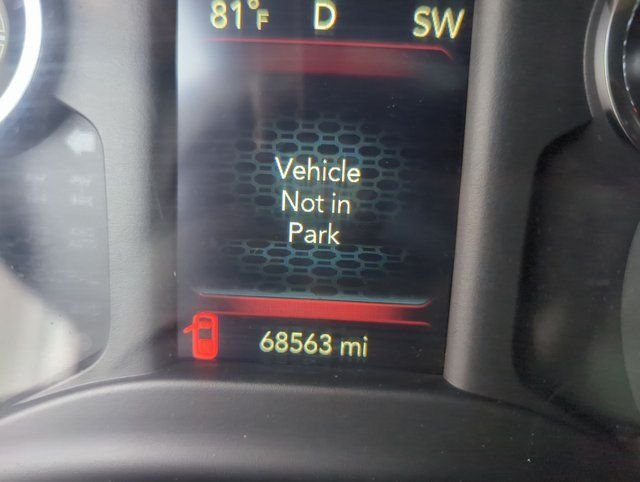 81°F D SW
Vehicle
Not in
Park
68563 mi